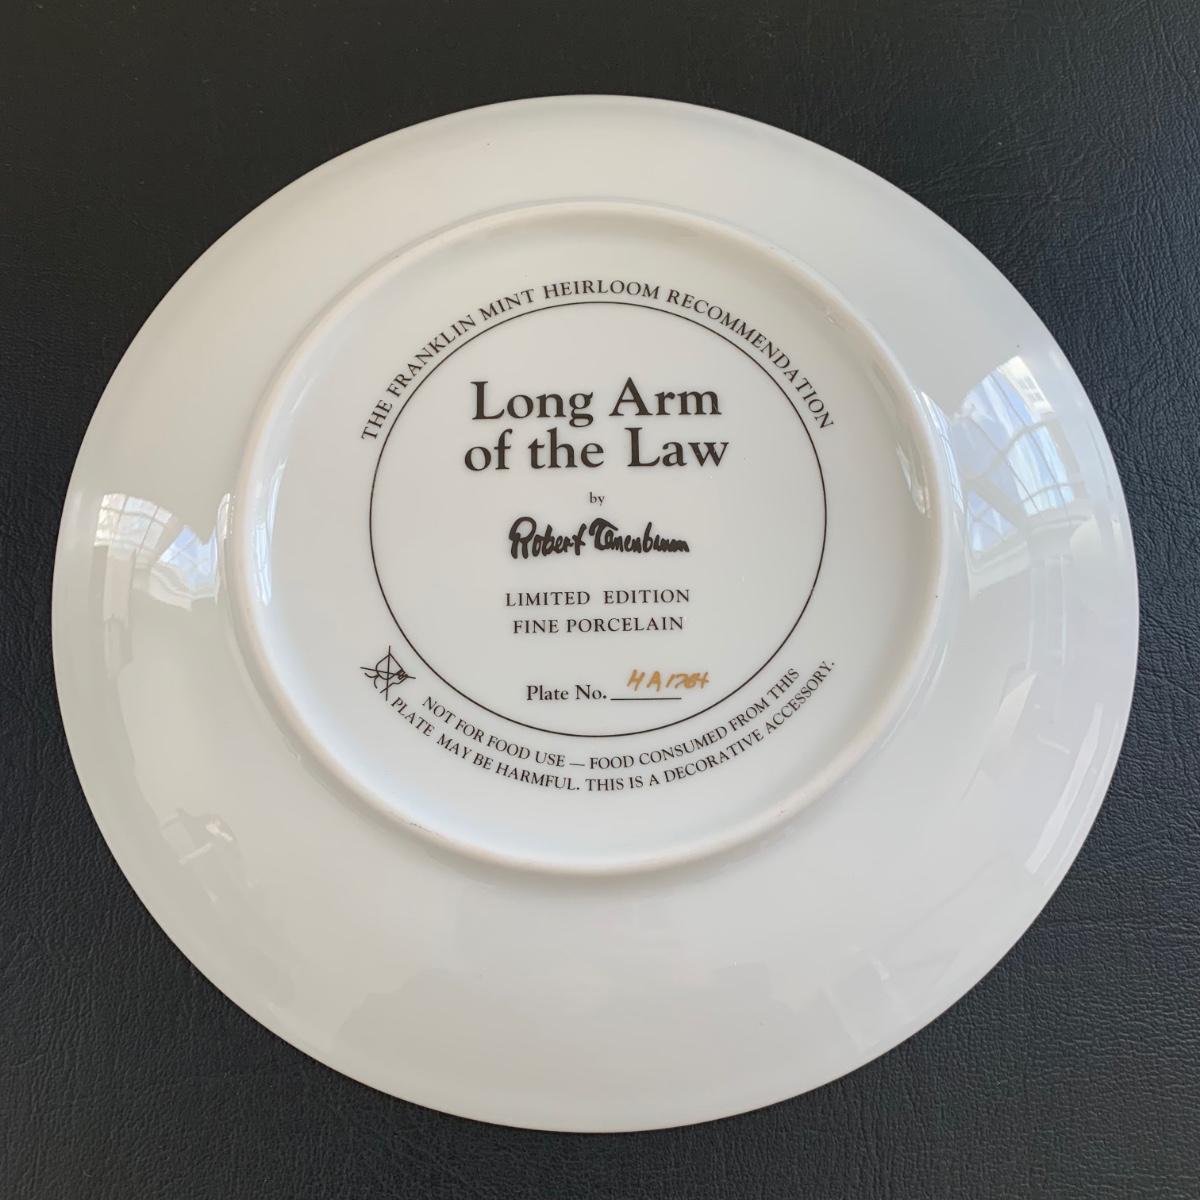 THE FRANKLIN MINT HEIRLOOM RECOMMENDATION
Long Arm
of the Law
by
Robert Tanenbaum
LIMITED EDITION
FINE PORCELAIN
Plate No. HA1784
NOT FOR FOOD USE — FOOD CONSUMED FROM THIS
PLATE MAY BE HARMFUL. THIS IS A DECORATIVE ACCESSORY.